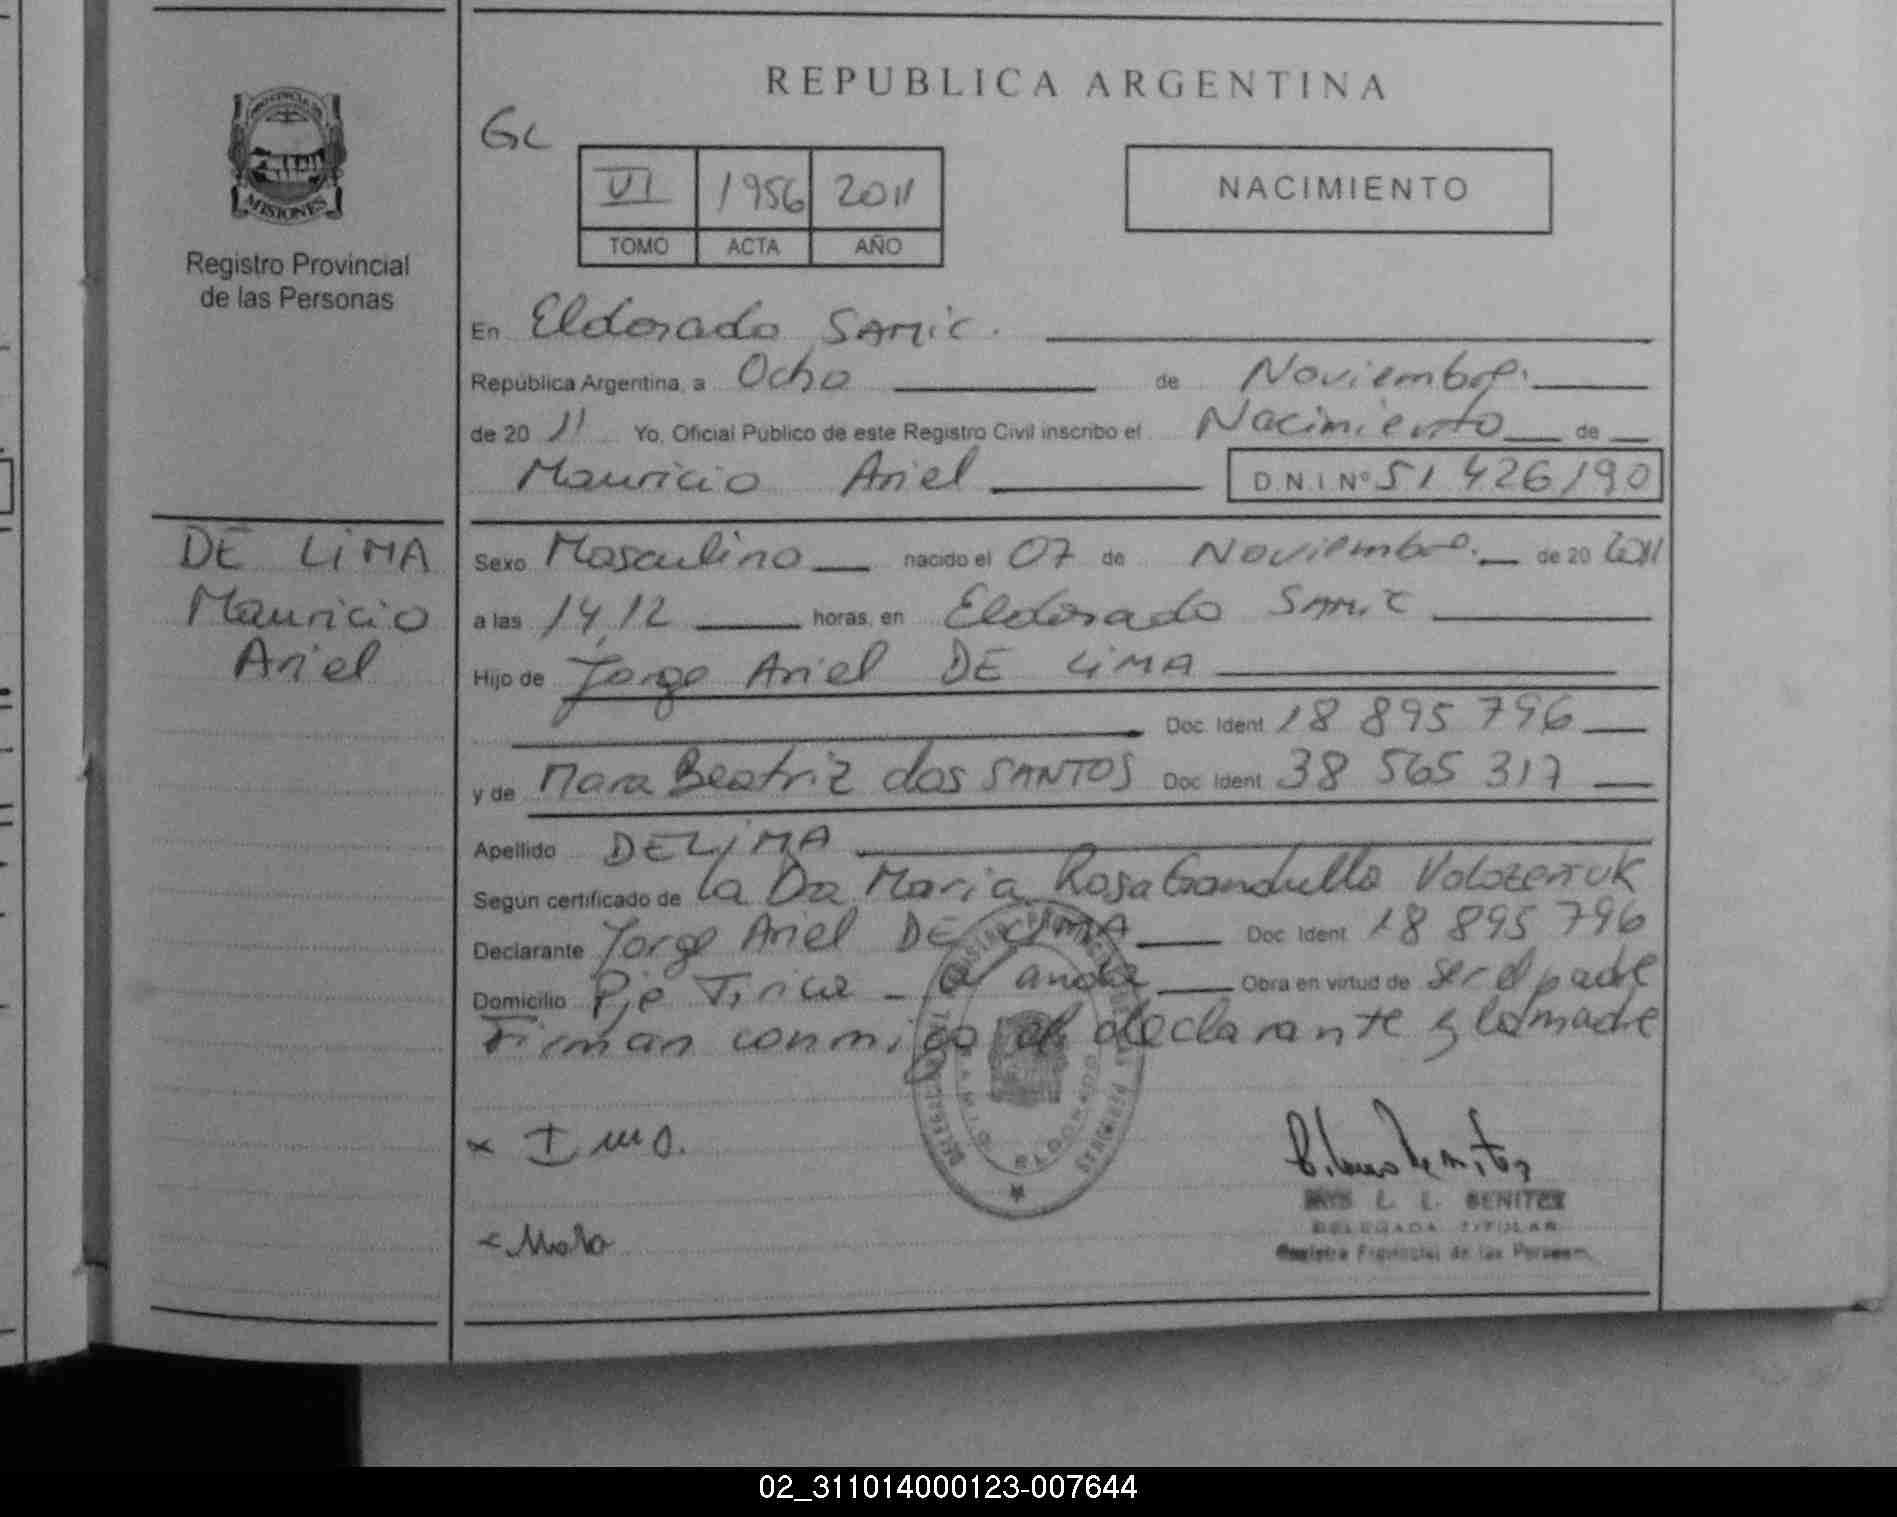 REPUBLICA ARGENTINA
PROVINCIA DE
MISIONES
Registro Provincial
de las Personas
GL
VI 1956 2011
TOMO ACTA AÑO
NACIMIENTO
En Eldorado SAMIC.
República Argentina, a Ocho de Noviembre.
de 20 11 Yo, Oficial Público de este Registro Civil inscribo el Nacimiento de
Mauricio Ariel D.N.I Nº 51 426190
DE LiMA
Mauricio
Ariel
Sexo Masculino nacido el 07 de Noviembre. de 20 2011
a las 14,12 horas, en Eldorado SAMIC
Hijo de Jorge Ariel DE LiMA
Doc. Ident 18 895 796
y de Mara Beatriz dos SANTOS Doc. Ident 38 565 317
Apellido DE LiMA
Según certificado de la Dra Maria Rosa Gandulla
Declarante Jorge Ariel DE LiMA Doc. Ident 18 895 796
Domicilio Pje Tirica Obra en virtud de ser el padre
Firman conmigo el declarante y la madre
x
x Mara
L. L. BENITEZ
DELEGADA TITULAR
Registro Provincial de las Personas
02_311014000123-007644